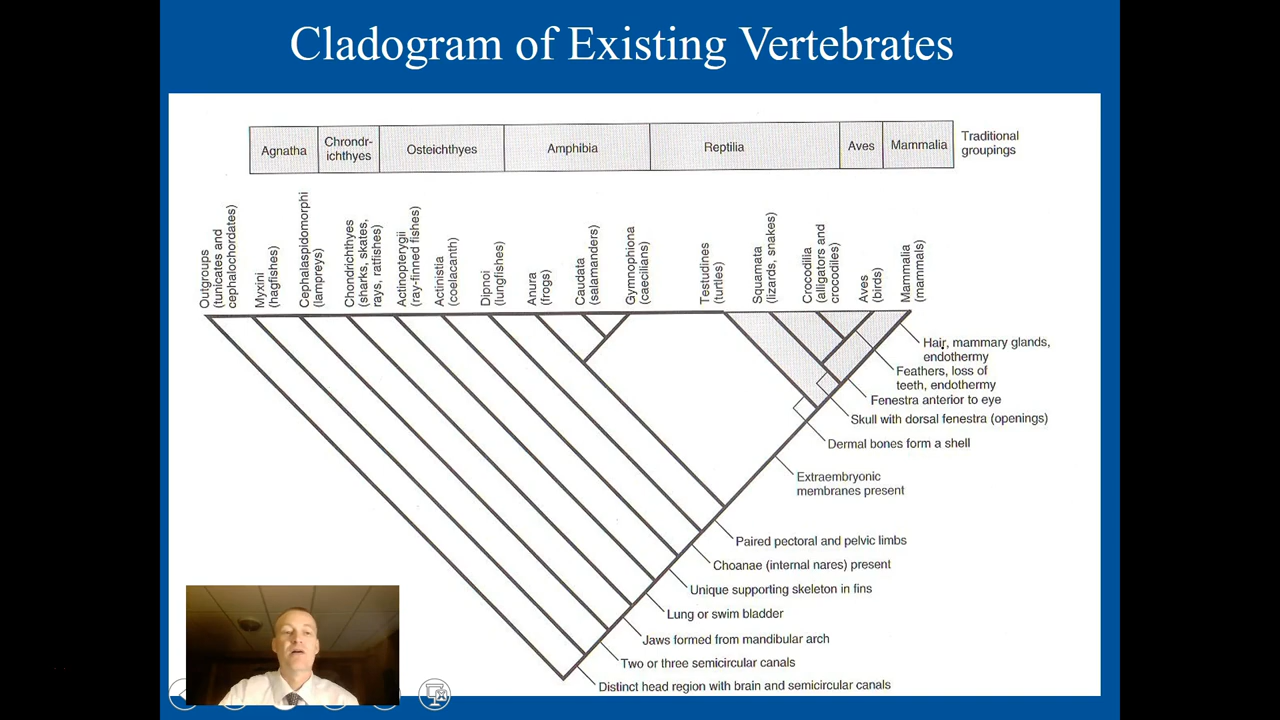 Cladogram of Existing Vertebrates
Agnatha
Chrondr-
ichthyes
Osteichthyes
Amphibia
Reptilia
Aves
Mammalia
Traditional
groupings
Outgroups
(tunicates and
cephalochordates)
Myxini
(hagfishes)
Cephalaspidomorphi
(lampreys)
Chondrichthyes
(sharks, skates,
rays, ratfishes)
Actinopterygii
(ray-finned fishes)
Actinistia
(coelacanth)
Dipnoi
(lungfishes)
Anura
(frogs)
Caudata
(salamanders)
Gymnophiona
(caecilians)
Testudines
(turtles)
Squamata
(lizards, snakes)
Crocodilia
(alligators and
crocodiles)
Aves
(birds)
Mammalia
(mammals)
Hair, mammary glands,
endothermy
Feathers, loss of
teeth, endothermy
Fenestra anterior to eye
Skull with dorsal fenestra (openings)
Dermal bones form a shell
Extraembryonic
membranes present
Paired pectoral and pelvic limbs
Choanae (internal nares) present
Unique supporting skeleton in fins
Lung or swim bladder
Jaws formed from mandibular arch
Two or three semicircular canals
Distinct head region with brain and semicircular canals